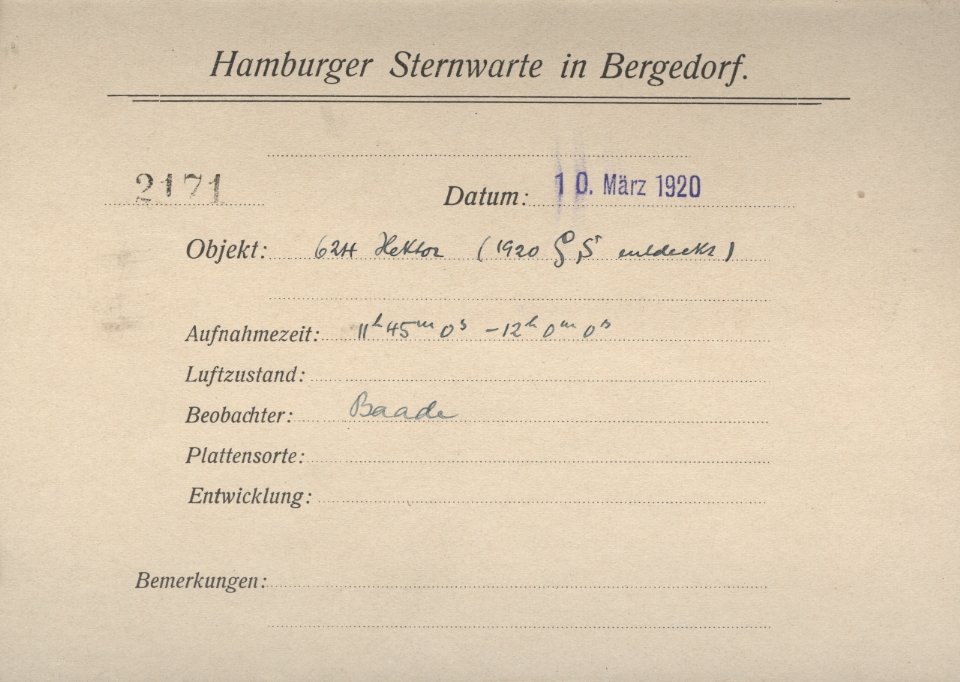 Hamburger Sternwarte in Bergedorf.
2171 Datum: 10. März 1920
Objekt: 624 Hektor (1920 entdeckt)
Aufnahmezeit: 11ʰ45ᵐ0ˢ – 12ʰ0ᵐ0ˢ
Luftzustand:
Beobachter: Baade
Plattensorte:
Entwicklung:
Bemerkungen: